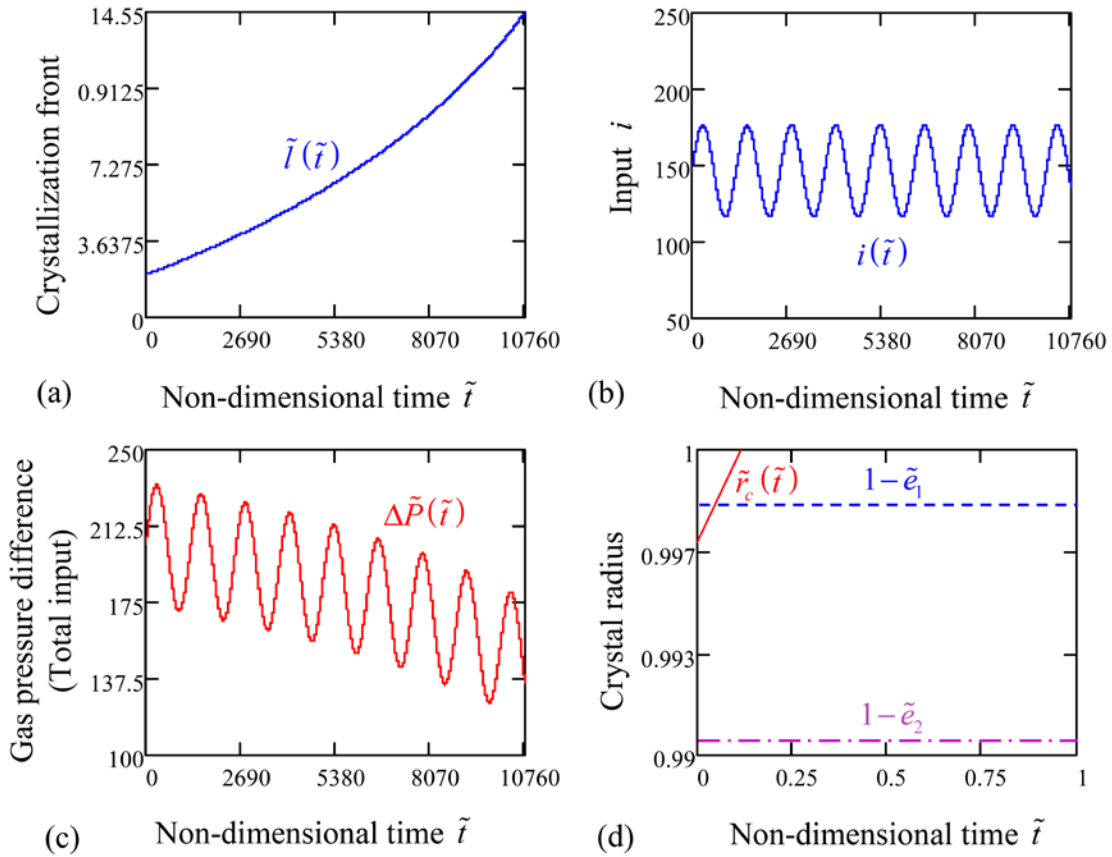 14.55
0.9125
7.275
3.6375
0
Crystallization front
l̃(t̃)
0 2690 5380 8070 10760
(a) Non-dimensional time t̃
250
200
150
100
50
Input i
i(t̃)
0 2690 5380 8070 10760
(b) Non-dimensional time t̃
250
212.5
175
137.5
100
Gas pressure difference
(Total input)
ΔP̃(t̃)
0 2690 5380 8070 10760
(c) Non-dimensional time t̃
1
0.997
0.993
0.99
Crystal radius
r̃c(t̃)
1−ẽ1
1−ẽ2
0 0.25 0.5 0.75 1
(d) Non-dimensional time t̃